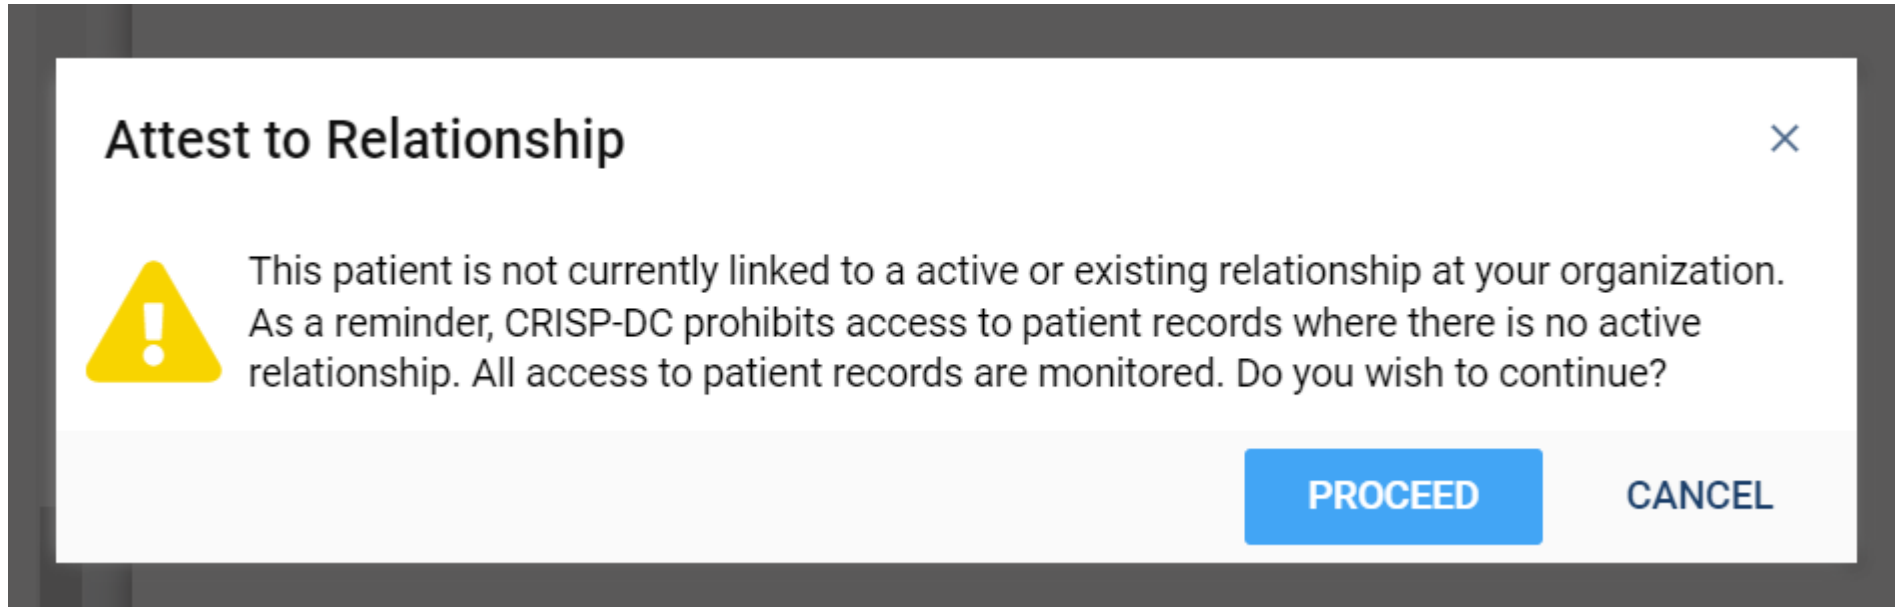 Attest to Relationship
This patient is not currently linked to a active or existing relationship at your organization.
As a reminder, CRISP-DC prohibits access to patient records where there is no active
relationship. All access to patient records are monitored. Do you wish to continue?
PROCEED CANCEL